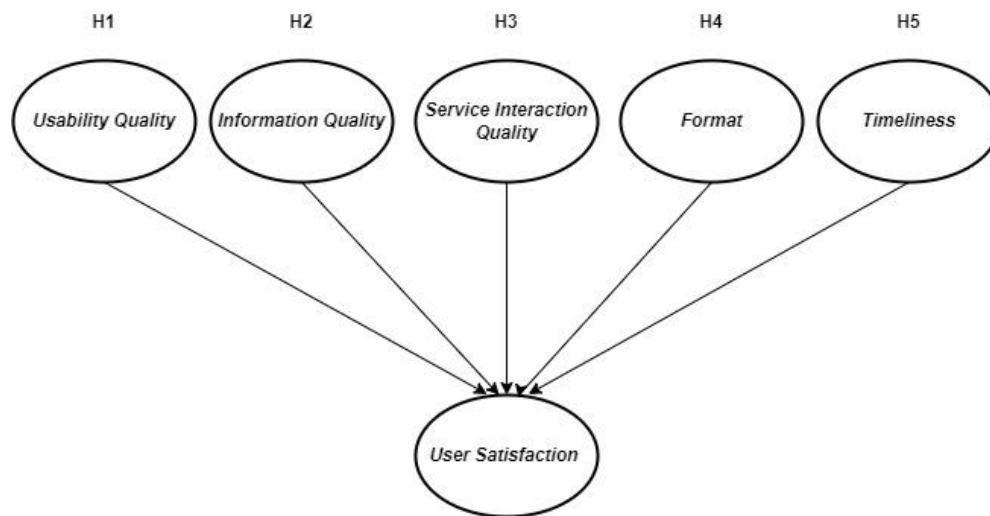 H1
H2
H3
H4
H5
Usability Quality
Information Quality
Service Interaction
Quality
Format
Timeliness
User Satisfaction